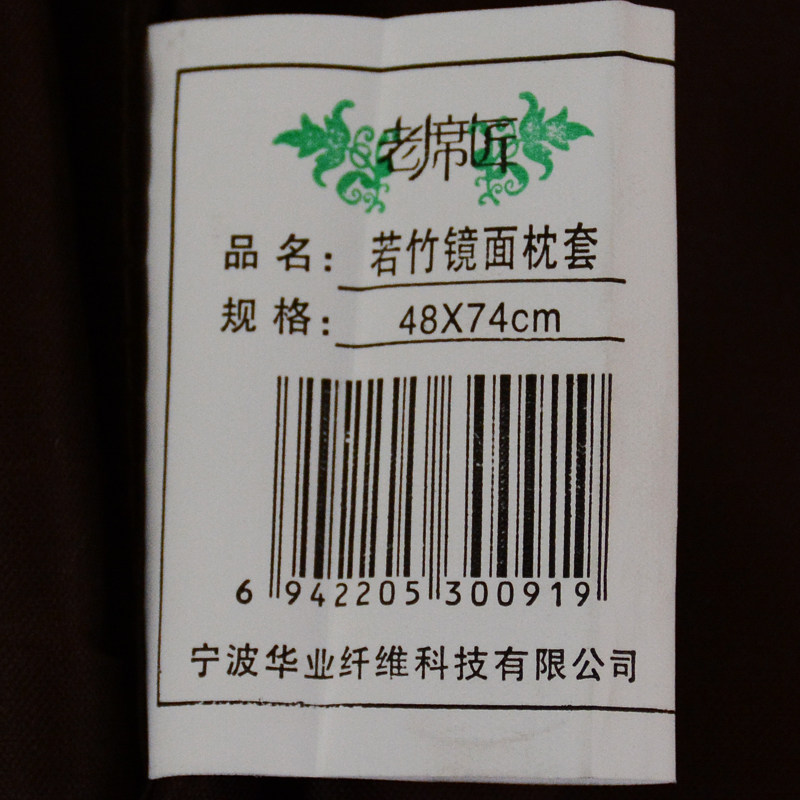 老席匠
品名：若竹镜面枕套
规格：48X74cm
6 942205 300919
宁波华业纤维科技有限公司